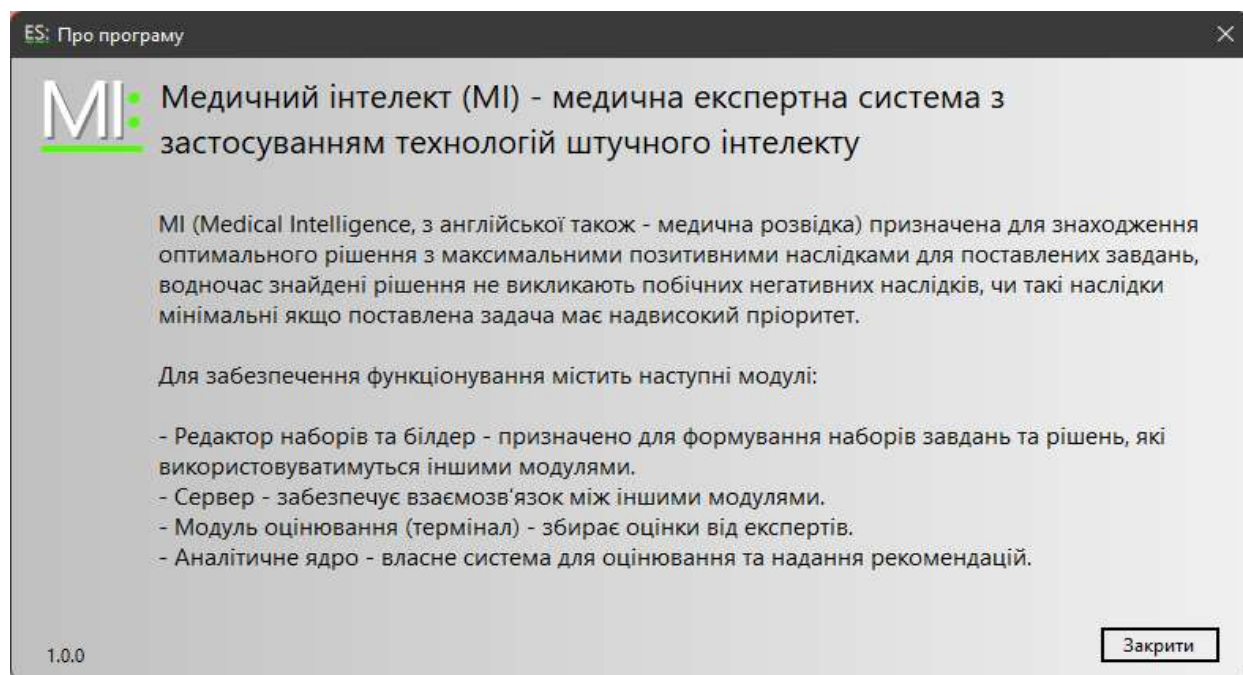 ES: Про програму
MI:
Медичний інтелект (МІ) - медична експертна система з
застосуванням технологій штучного інтелекту
МІ (Medical Intelligence, з англійської також - медична розвідка) призначена для знаходження
оптимального рішення з максимальними позитивними наслідками для поставлених завдань,
водночас знайдені рішення не викликають побічних негативних наслідків, чи такі наслідки
мінімальні якщо поставлена задача має надвисокий пріоритет.
Для забезпечення функціонування містить наступні модулі:
- Редактор наборів та білдер - призначено для формування наборів завдань та рішень, які
використовуватимуться іншими модулями.
- Сервер - забезпечує взаємозв'язок між іншими модулями.
- Модуль оцінювання (термінал) - збирає оцінки від експертів.
- Аналітичне ядро - власне система для оцінювання та надання рекомендацій.
1.0.0
Закрити